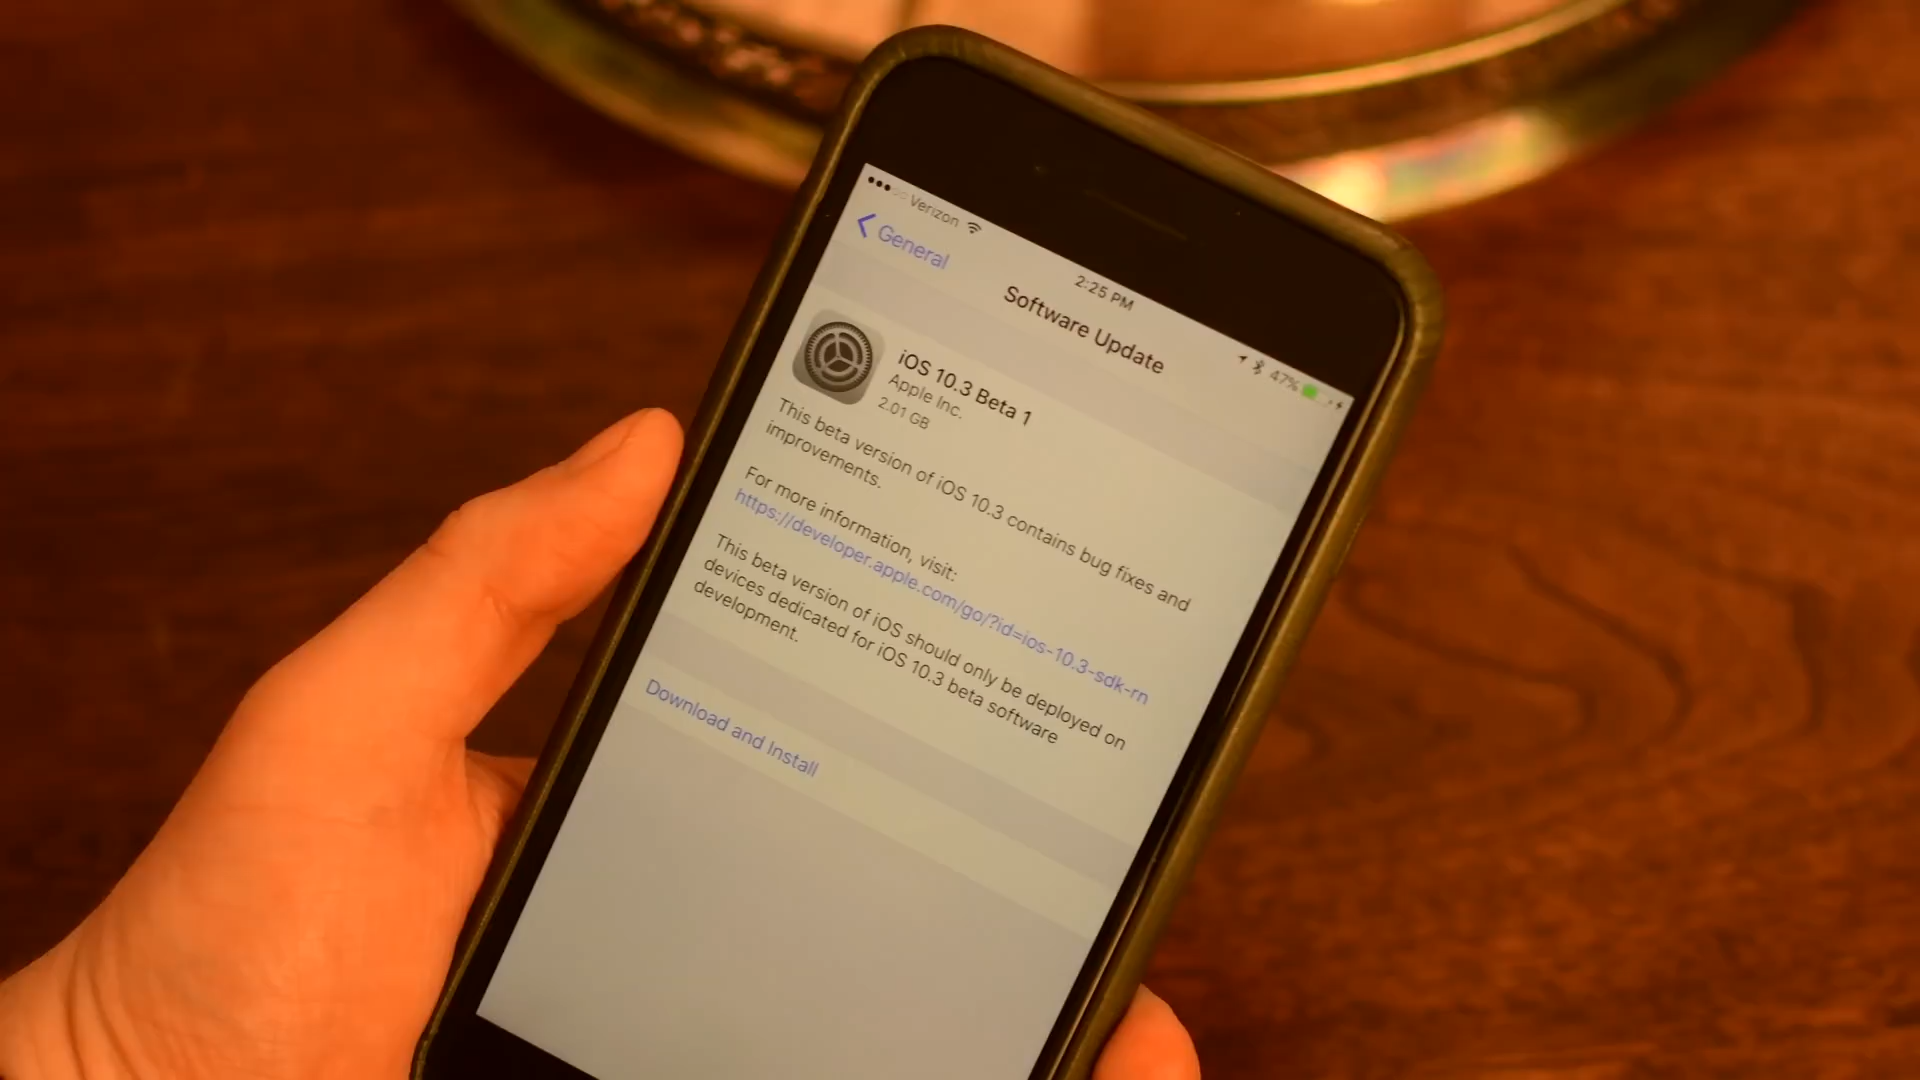 Verizon
2:25 PM
47%
General
Software Update
iOS 10.3 Beta 1
Apple Inc.
2.01 GB
This beta version of iOS 10.3 contains bug fixes and
improvements.
For more information, visit:
https://developer.apple.com/go/?id=ios-10.3-sdk-rn
This beta version of iOS should only be deployed on
devices dedicated for iOS 10.3 beta software
development.
Download and Install